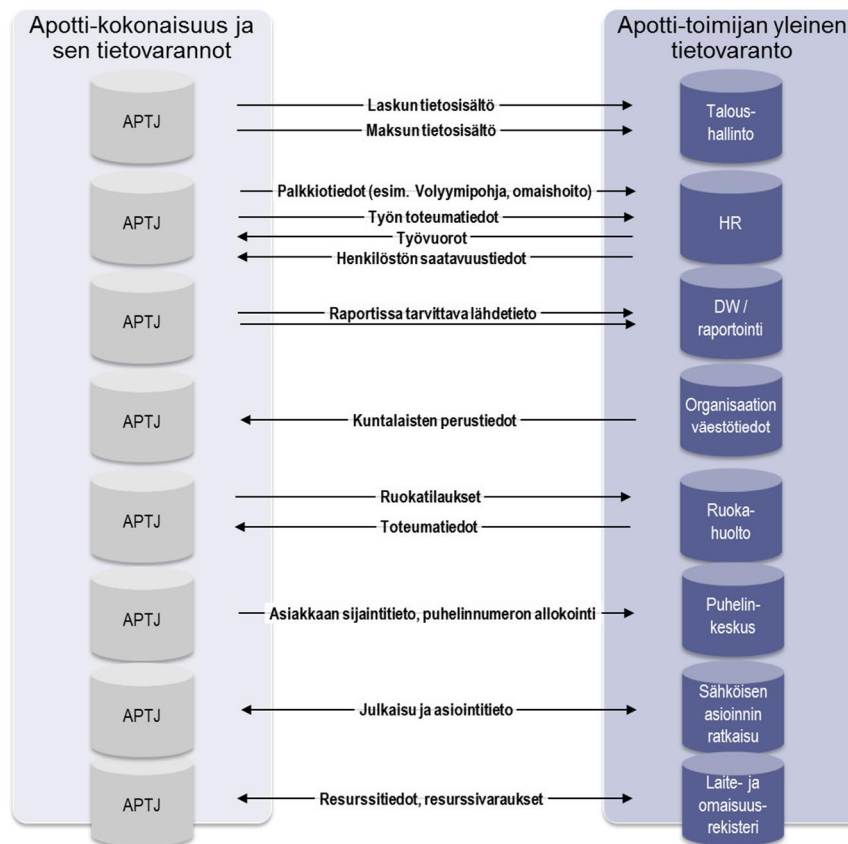 Apotti-kokonaisuus ja
sen tietovarannot
Apotti-toimijan yleinen
tietovaranto
APTJ
Laskun tietosisältö
Maksun tietosisältö
Talous-
hallinto
APTJ
Palkkiotiedot (esim. Volyymipohja, omaishoito)
Työn toteumatiedot
Työvuorot
Henkilöstön saatavuustiedot
HR
APTJ
Raportissa tarvittava lähdetieto
DW /
raportointi
APTJ
Kuntalaisten perustiedot
Organisaation
väestötiedot
APTJ
Ruokatilaukset
Toteumatiedot
Ruoka-
huolto
APTJ
Asiakkaan sijaintitieto, puhelinnumeron allokointi
Puhelin-
keskus
APTJ
Julkaisu ja asiointitieto
Sähköisen
asioinnin
ratkaisu
APTJ
Resurssitiedot, resurssivaraukset
Laite- ja
omaisuus-
rekisteri